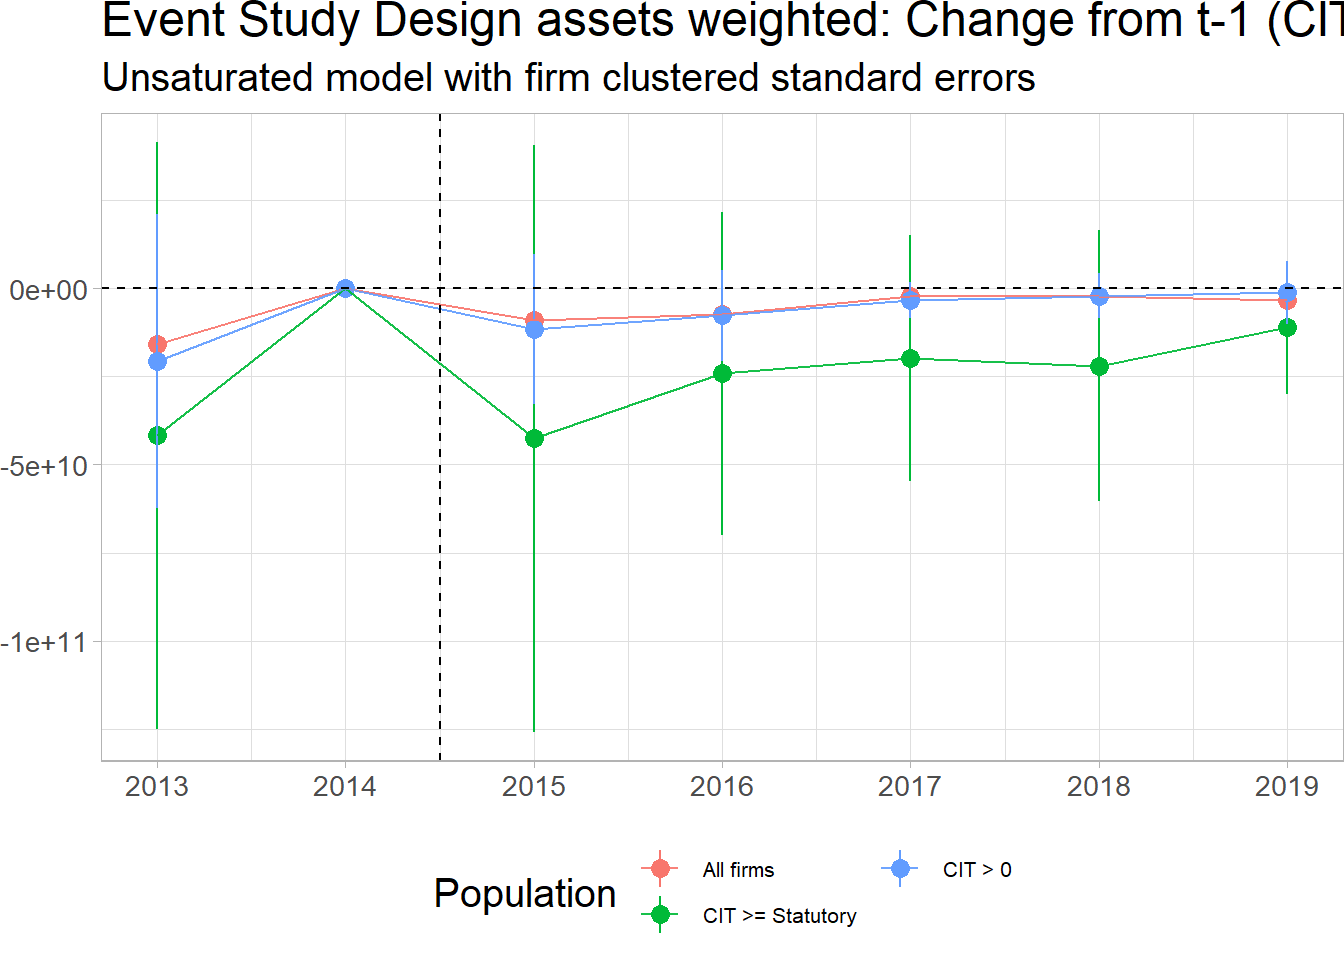 Event Study Design assets weighted: Change from t-1 (CIT
Unsaturated model with firm clustered standard errors
0e+00
-5e+10
-1e+11
2013 2014 2015 2016 2017 2018 2019
Population
All firms
CIT > 0
CIT >= Statutory